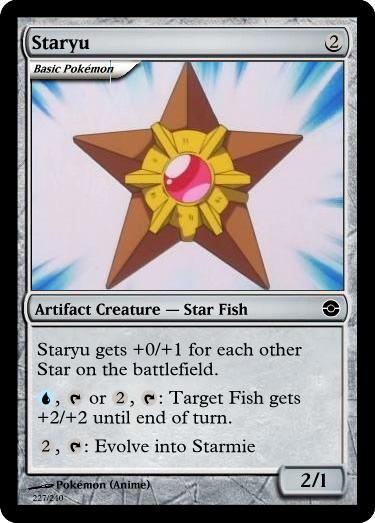 Staryu 2
Basic Pokémon
Artifact Creature — Star Fish
Staryu gets +0/+1 for each other
Star on the battlefield.
, : or 2, : Target Fish gets
+2/+2 until end of turn.
2, : Evolve into Starmie
2/1
Pokémon (Anime)
227/240